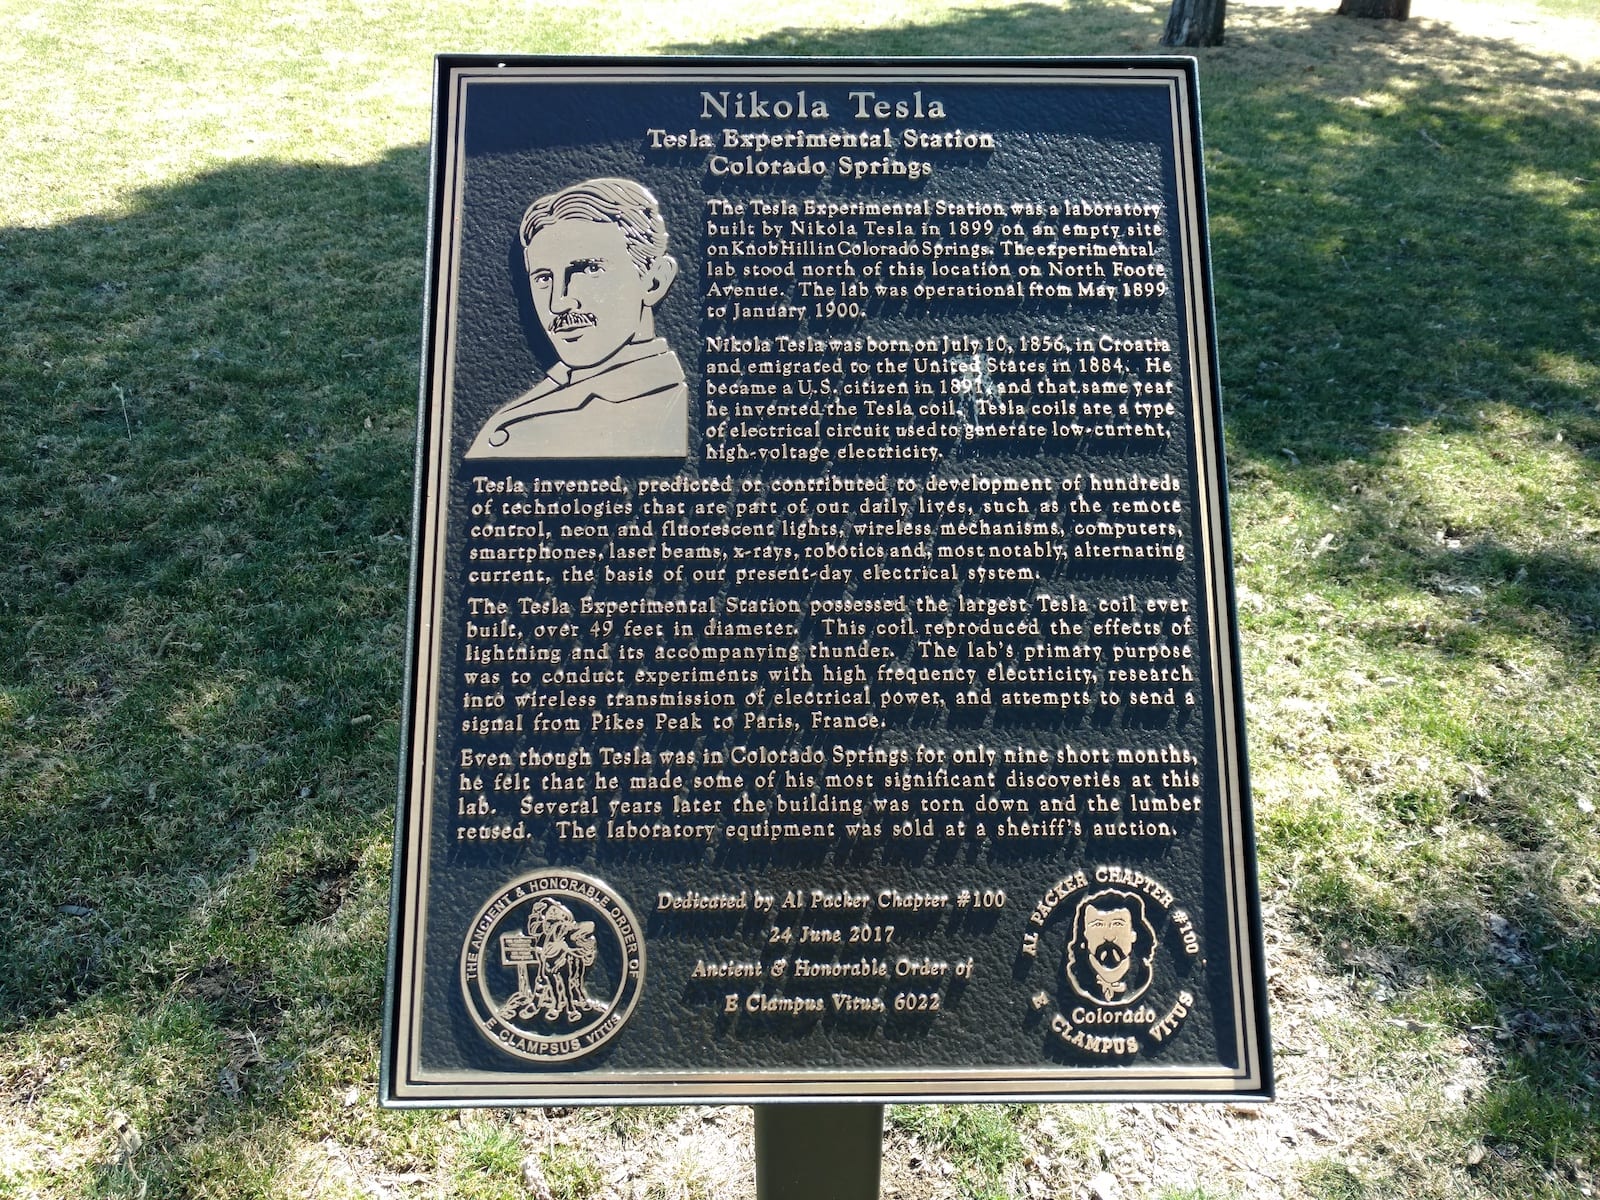 Nikola Tesla
Tesla Experimental Station
Colorado Springs
The Tesla Experimental Station was a laboratory
built by Nikola Tesla in 1899 on an empty site
on Knob Hill in Colorado Springs. The experimental
lab stood north of this location on North Foote
Avenue. The lab was operational from May 1899
to January 1900.
Nikola Tesla was born on July 10, 1856, in Croatia
and emigrated to the United States in 1884. He
became a U.S. citizen in 1891, and that same year
he invented the Tesla coil. Tesla coils are a type
of electrical circuit used to generate low-current,
high-voltage electricity.
Tesla invented, predicted or contributed to development of hundreds
of technologies that are part of our daily lives, such as the remote
control, neon and fluorescent lights, wireless mechanisms, computers,
smartphones, laser beams, x-rays, robotics and, most notably, alternating
current, the basis of our present-day electrical system.
The Tesla Experimental Station possessed the largest Tesla coil ever
built, over 49 feet in diameter. This coil reproduced the effects of
lightning and its accompanying thunder. The lab's primary purpose
was to conduct experiments with high frequency electricity, research
into wireless transmission of electrical power, and attempts to send a
signal from Pikes Peak to Paris, France.
Even though Tesla was in Colorado Springs for only nine short months,
he felt that he made some of his most significant discoveries at this
lab. Several years later the building was torn down and the lumber
reused. The laboratory equipment was sold at a sheriff's auction.
THE ANCIENT & HONORABLE ORDER OF
E CLAMPSUS VITUS
Dedicated by Al Packer Chapter #100
24 June 2017
Ancient & Honorable Order of
E Clampus Vitus, 6022
AL PACKER CHAPTER #100
Colorado
E CLAMPUS VITUS